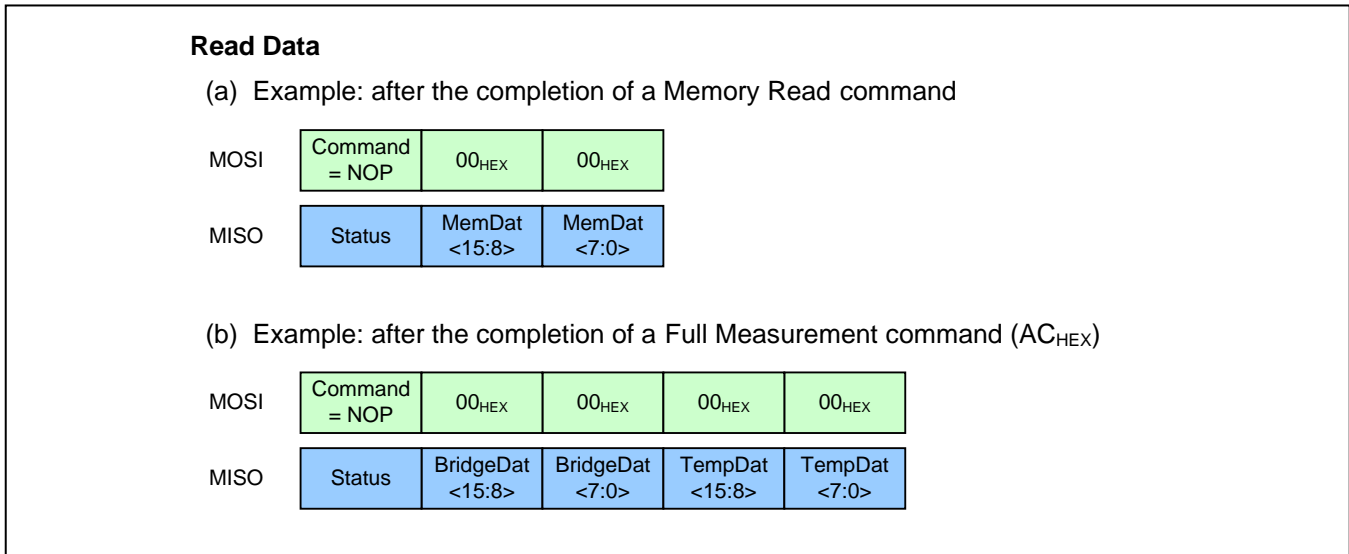 Read Data
(a) Example: after the completion of a Memory Read command
MOSI Command = NOP 00HEX 00HEX
MISO Status MemDat <15:8> MemDat <7:0>
(b) Example: after the completion of a Full Measurement command (ACHEX)
MOSI Command = NOP 00HEX 00HEX 00HEX 00HEX
MISO Status BridgeDat <15:8> BridgeDat <7:0> TempDat <15:8> TempDat <7:0>